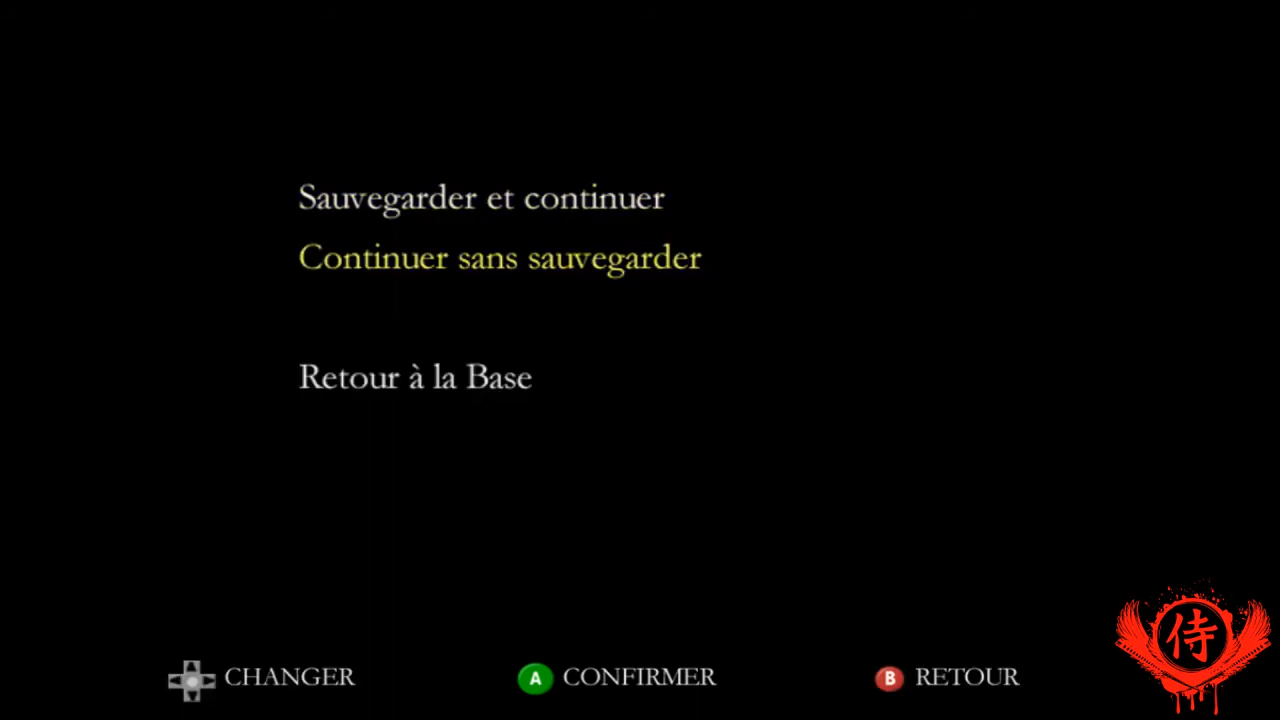 Sauvegarder et continuer
Continuer sans sauvegarder
Retour à la Base
CHANGER
A CONFIRMER
B RETOUR
侍